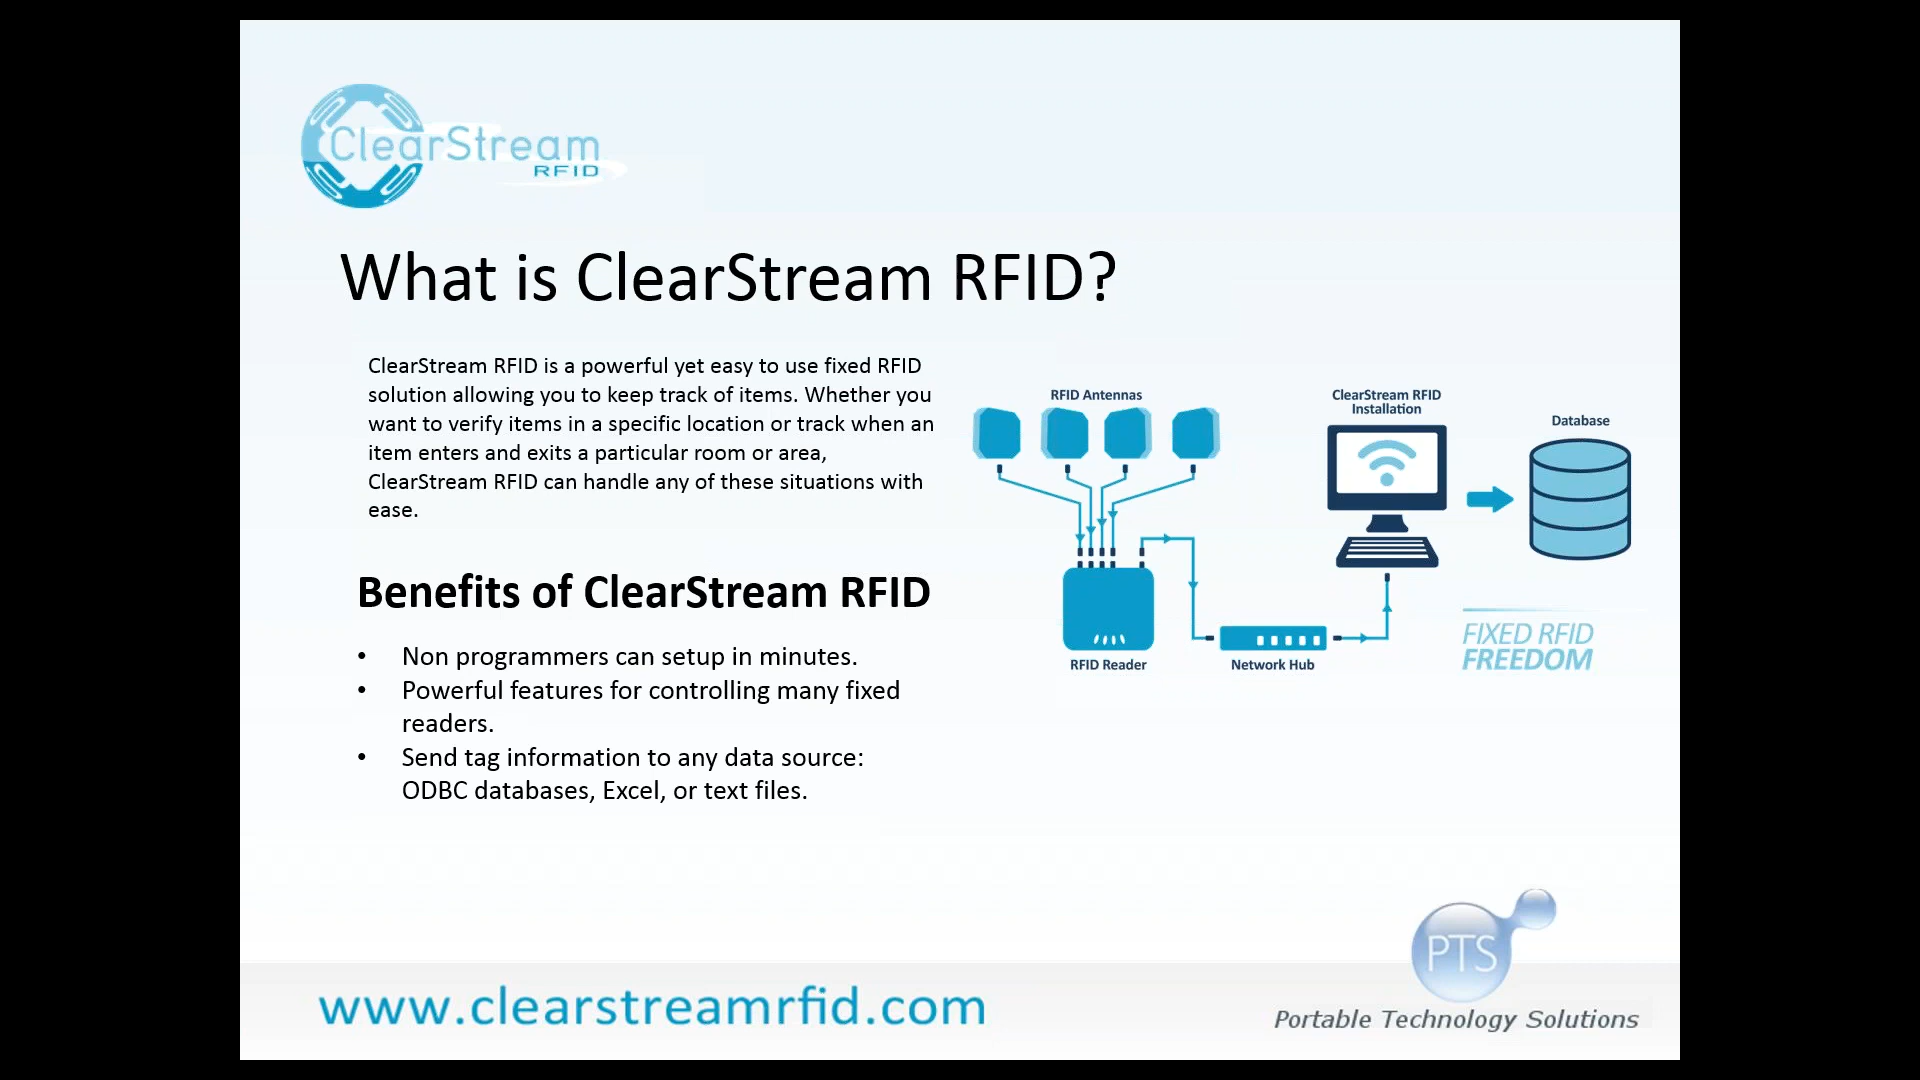 ClearStream
RFID
What is ClearStream RFID?
ClearStream RFID is a powerful yet easy to use fixed RFID
solution allowing you to keep track of items. Whether you
want to verify items in a specific location or track when an
item enters and exits a particular room or area,
ClearStream RFID can handle any of these situations with
ease.
Benefits of ClearStream RFID
• Non programmers can setup in minutes.
• Powerful features for controlling many fixed
readers.
• Send tag information to any data source:
ODBC databases, Excel, or text files.
RFID Antennas
ClearStream RFID
Installation
Database
RFID Reader
Network Hub
FIXED RFID
FREEDOM
www.clearstreamrfid.com
PTS
Portable Technology Solutions